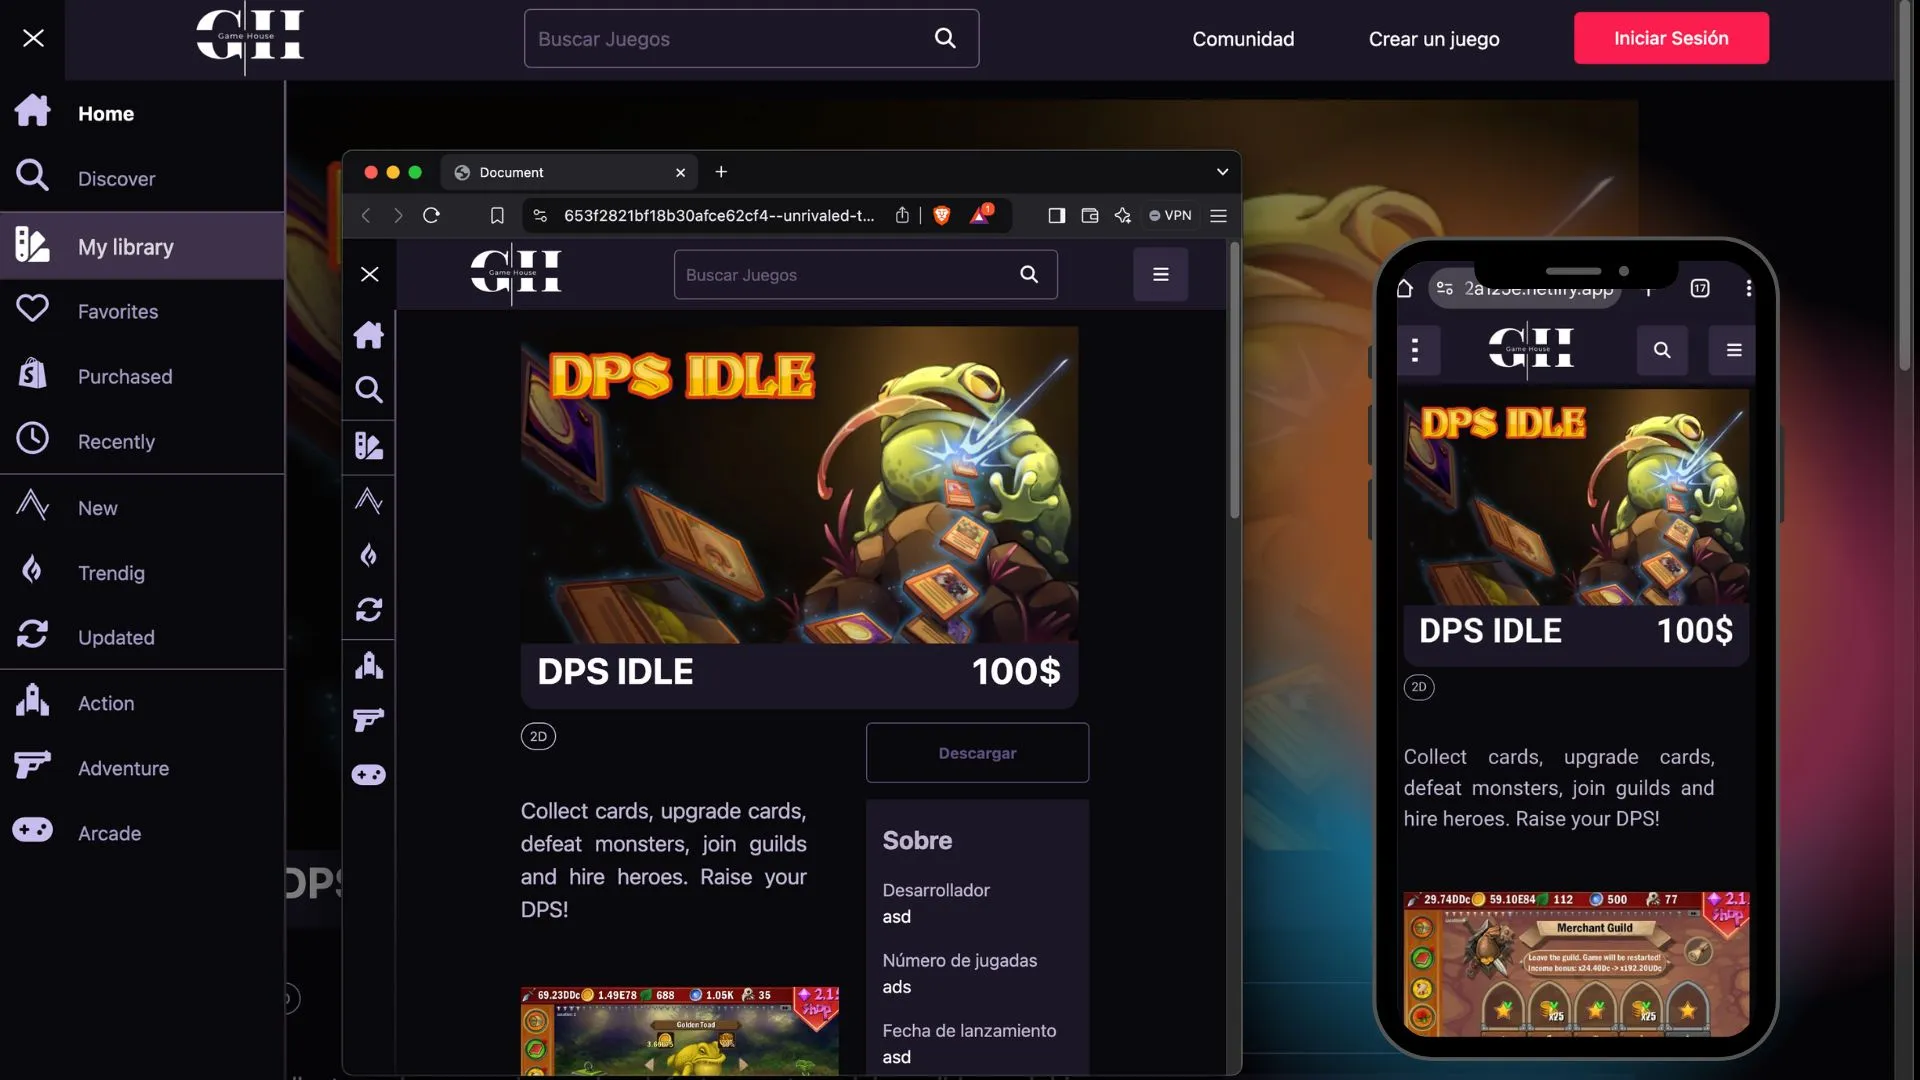 GH
Game House
Buscar Juegos
Comunidad
Crear un juego
Iniciar Sesión
Home
Discover
My library
Favorites
Purchased
Recently
New
Trendig
Updated
Action
Adventure
Arcade
DPS
Document
653f2821bf18b30afce62cf4--unrivaled-t...
1
VPN
GH
Game House
Buscar Juegos
DPS IDLE
DPS IDLE
100$
2D
Descargar
Collect cards, upgrade cards,
defeat monsters, join guilds
and hire heroes. Raise your
DPS!
Sobre
Desarrollador
asd
Número de jugadas
ads
Fecha de lanzamiento
asd
69.23DDc 1.49E78 688 1.05K 35 2.1
Shop
Golden Toad
2a123e.netlify.app
17
GH
Game House
DPS IDLE
DPS IDLE
100$
2D
Collect cards, upgrade cards,
defeat monsters, join guilds and
hire heroes. Raise your DPS!
29.74DDc 59.10E84 112 500 77 2.1
Shop
Merchant Guild
Leave the guild. Game will be restarted!
Income bonus: x24.40Dc -> x192.20UDc
x25
x25